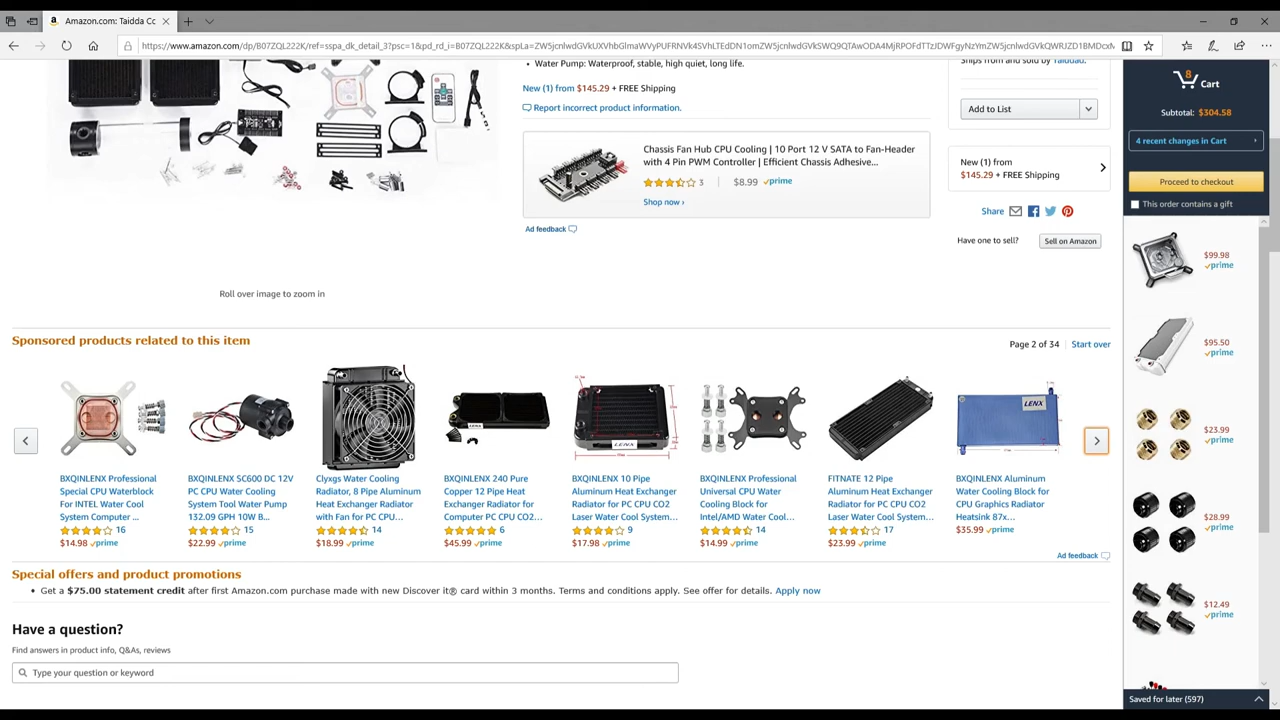 Amazon.com: Taidda Cc
https://www.amazon.com/dp/B07ZQL222K/ref=sspa_dk_detail_3?psc=1&pd_rd_i=B07ZQL222K&spLa=
Water Pump: Waterproof, stable, high quiet, long life.
New (1) from $145.29 + FREE Shipping
Report incorrect product information.
Chassis Fan Hub CPU Cooling | 10 Port 12 V SATA to Fan-Header
with 4 Pin PWM Controller | Efficient Chassis Adhesive...
3 | $8.99 prime
Shop now ›
Ad feedback
Roll over image to zoom in
Ships from and sold by Taiddad.
Add to List
New (1) from
$145.29 + FREE Shipping
Share
Have one to sell?
Sell on Amazon
8
Cart
Subtotal: $304.58
4 recent changes in Cart
Proceed to checkout
This order contains a gift
$99.98
prime
$95.50
prime
$23.99
prime
$28.99
prime
$12.49
prime
Saved for later (597)
Sponsored products related to this item
Page 2 of 34 | Start over
LENX
LENX
BXQINLENX Professional
Special CPU Waterblock
For INTEL Water Cool
System Computer ...
16
$14.98 prime
BXQINLENX SC600 DC 12V
PC CPU Water Cooling
System Tool Water Pump
132.09 GPH 10W B...
15
$22.99 prime
Clyxgs Water Cooling
Radiator, 8 Pipe Aluminum
Heat Exchanger Radiator
with Fan for PC CPU...
14
$18.99 prime
BXQINLENX 240 Pure
Copper 12 Pipe Heat
Exchanger Radiator for
Computer PC CPU CO2...
6
$45.99 prime
BXQINLENX 10 Pipe
Aluminum Heat Exchanger
Radiator for PC CPU CO2
Laser Water Cool System...
9
$17.98 prime
BXQINLENX Professional
Universal CPU Water
Cooling Block for
Intel/AMD Water Cool...
14
$14.99 prime
FITNATE 12 Pipe
Aluminum Heat Exchanger
Radiator for PC CPU CO2
Laser Water Cool System...
17
$23.99 prime
BXQINLENX Aluminum
Water Cooling Block for
CPU Graphics Radiator
Heatsink 87x...
$35.99 prime
Ad feedback
Special offers and product promotions
Get a $75.00 statement credit after first Amazon.com purchase made with new Discover it® card within 3 months. Terms and conditions apply. See offer for details. Apply now
Have a question?
Find answers in product info, Q&As, reviews
Type your question or keyword